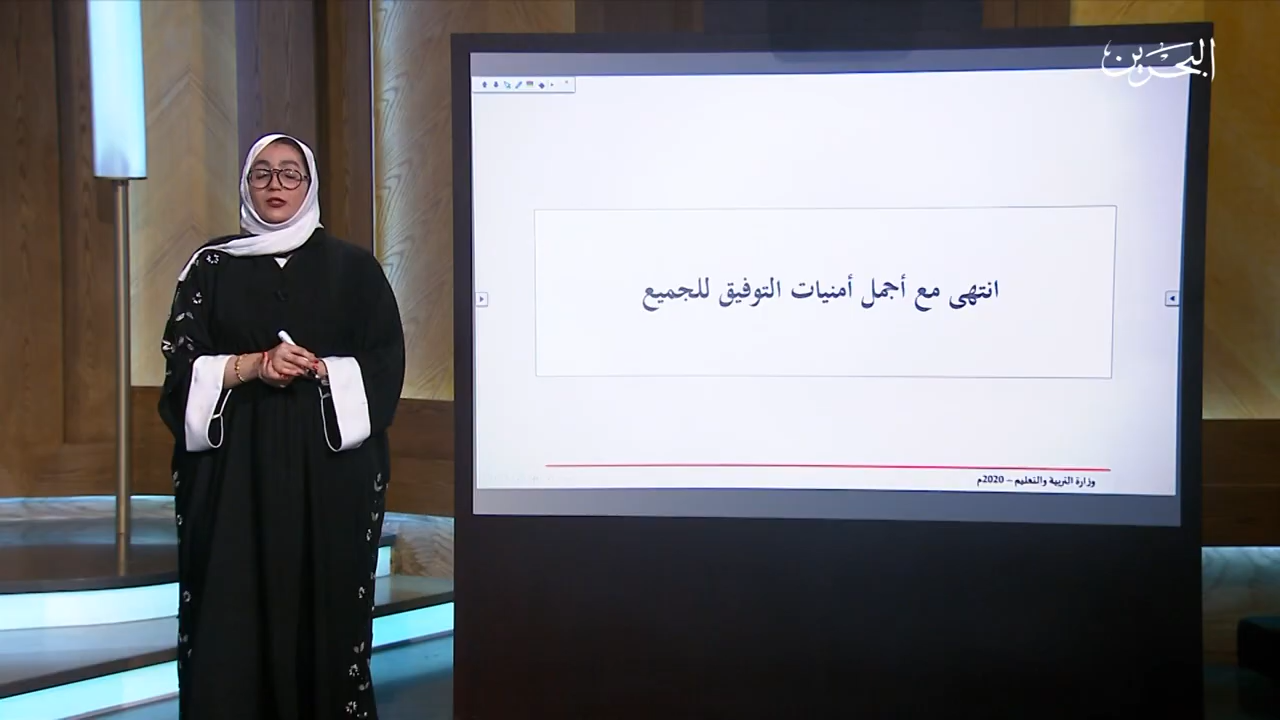 البحرين
انتهى مع أجمل أمنيات التوفيق للجميع
وزارة التربية والتعليم – 2020م